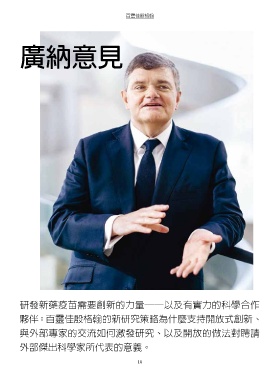 百靈佳殷格翰
廣納意見
研發新藥疫苗需要創新的力量——以及有實力的科學合作
夥伴。百靈佳殷格翰的新研究策略為什麼支持開放式創新、
與外部專家的交流如何激發研究、以及開放的做法對聘請
外部傑出科學家所代表的意義。